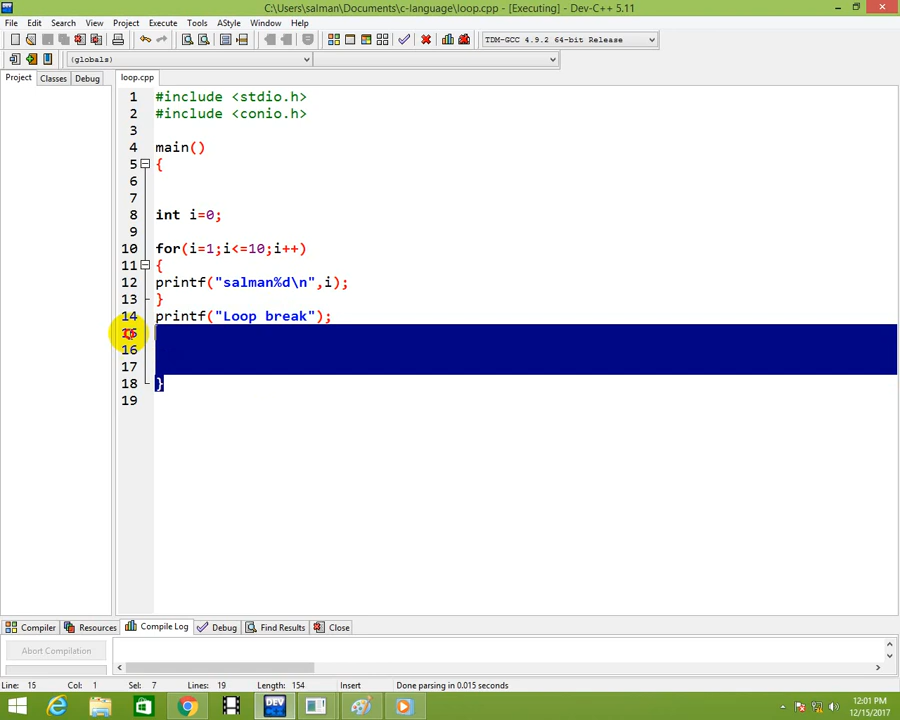 C:\Users\salman\Documents\c-language\loop.cpp - [Executing] - Dev-C++ 5.11
File Edit Search View Project Execute Tools AStyle Window Help
TDM-GCC 4.9.2 64-bit Release
(globals)
Project Classes Debug loop.cpp
1 #include <stdio.h>
2 #include <conio.h>
3
4 main()
5 {
6
7
8 int i=0;
9
10 for(i=1;i<=10;i++)
11 {
12 printf("salman%d\n",i);
13 }
14 printf("Loop break");
15
16
17
18 }
19
Compiler Resources Compile Log Debug Find Results Close
Abort Compilation
Line: 15 Col: 1 Sel: 7 Lines: 19 Length: 154 Insert Done parsing in 0.015 seconds
DEV
12:01 PM
12/15/2017